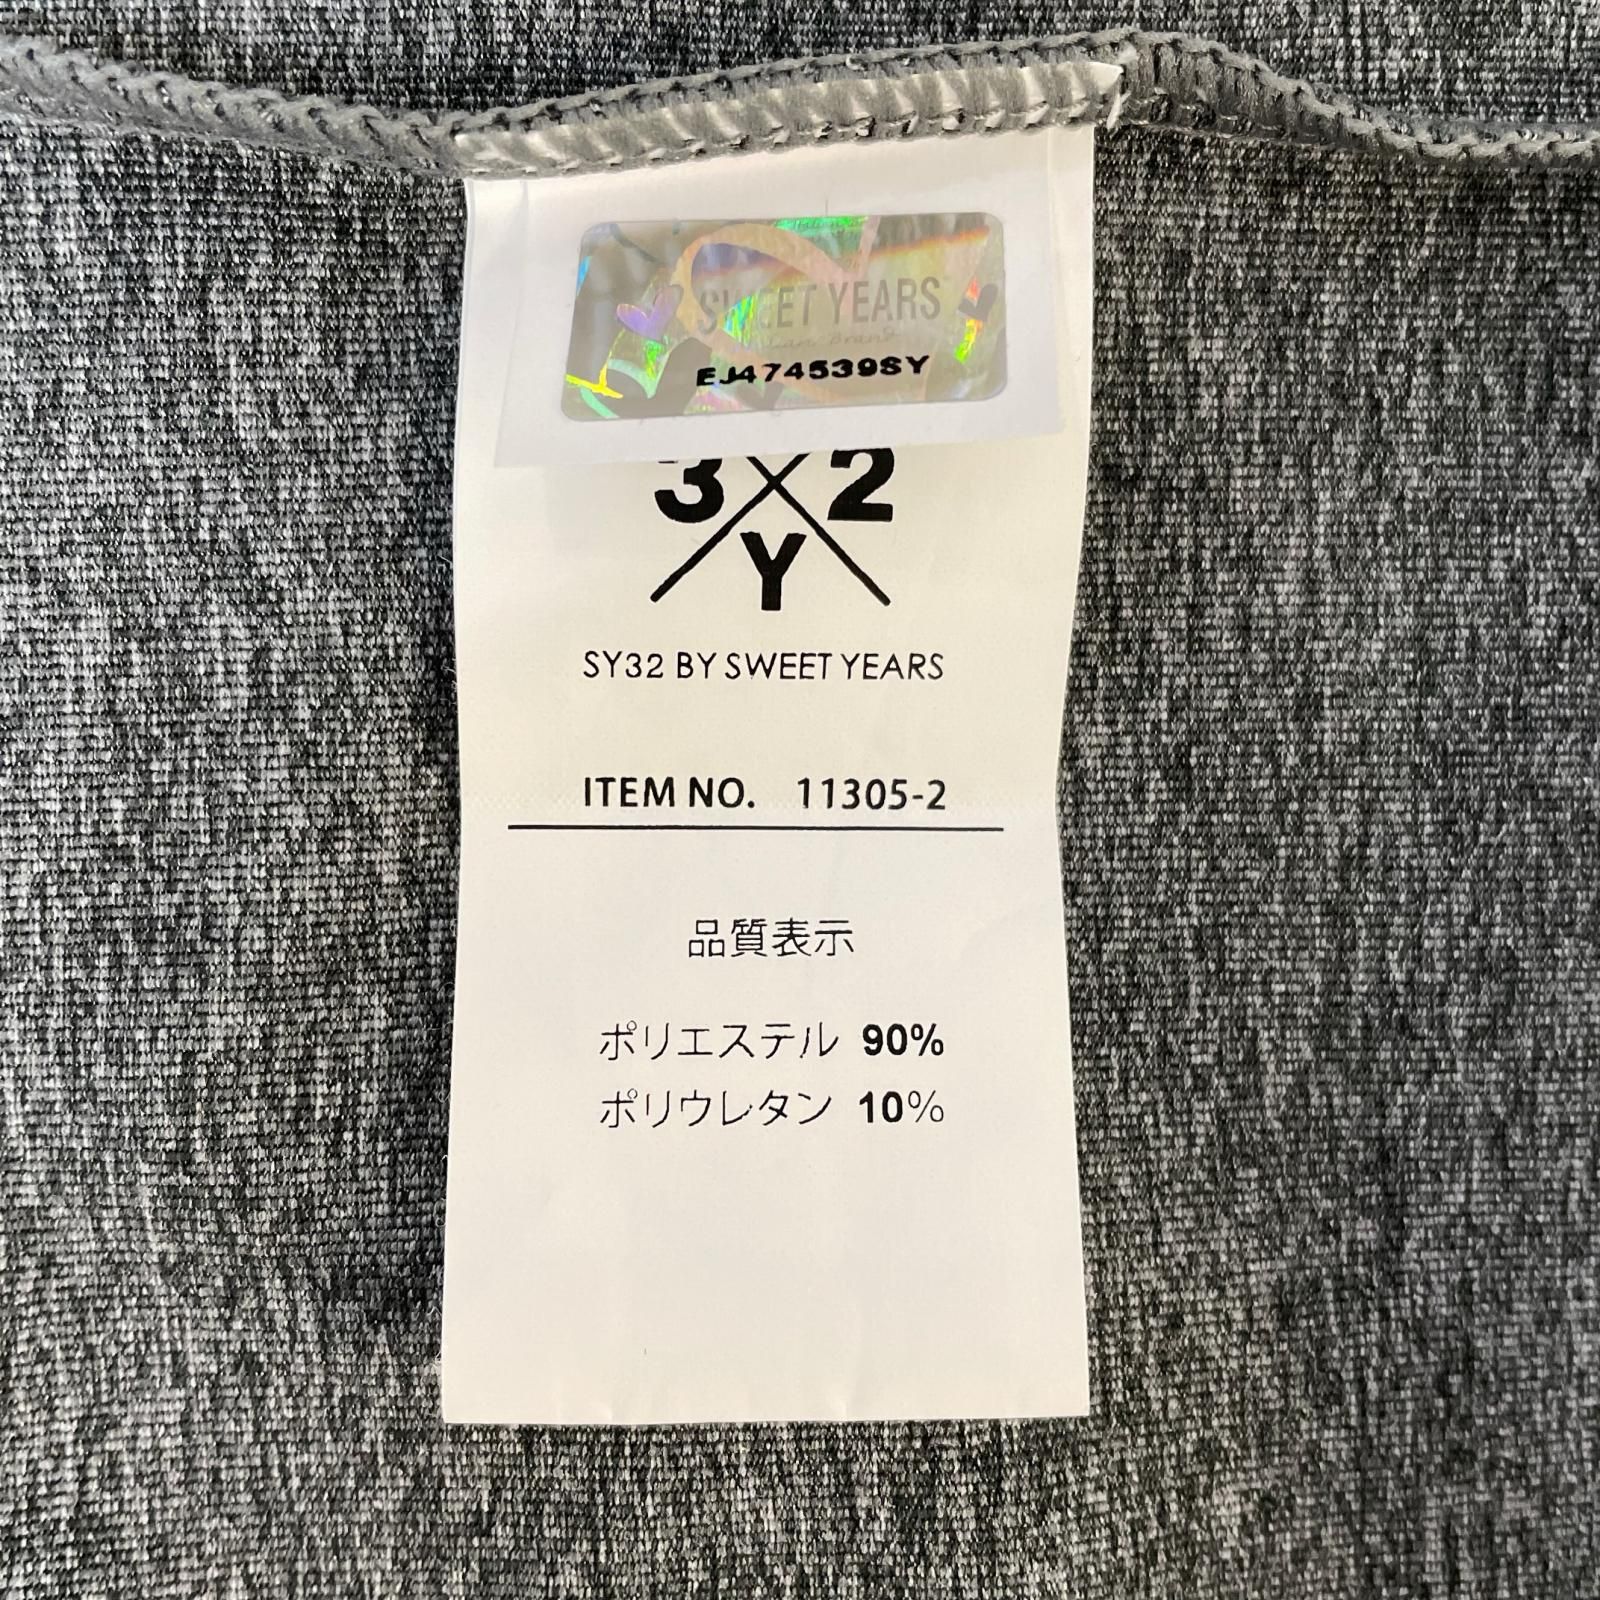 SWEET YEARS
EJ474539SY
3 2
Y
SY32 BY SWEET YEARS
ITEM NO. 11305-2
品質表示
ポリエステル 90%
ポリウレタン 10%